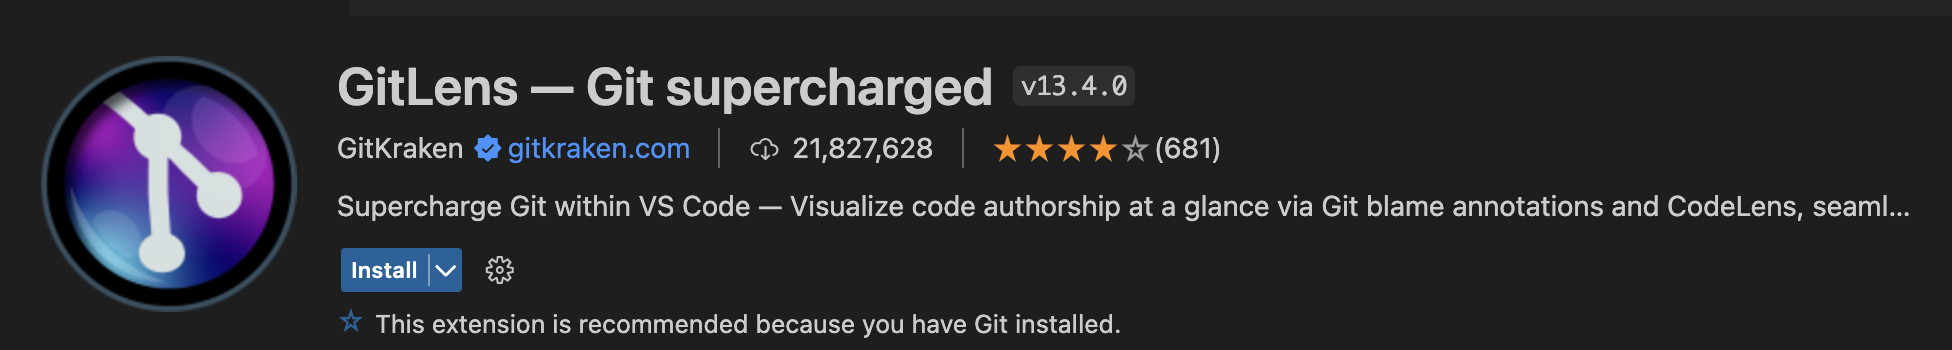 GitLens — Git supercharged v13.4.0
GitKraken gitkraken.com 21,827,628 (681)
Supercharge Git within VS Code — Visualize code authorship at a glance via Git blame annotations and CodeLens, seaml...
Install
This extension is recommended because you have Git installed.